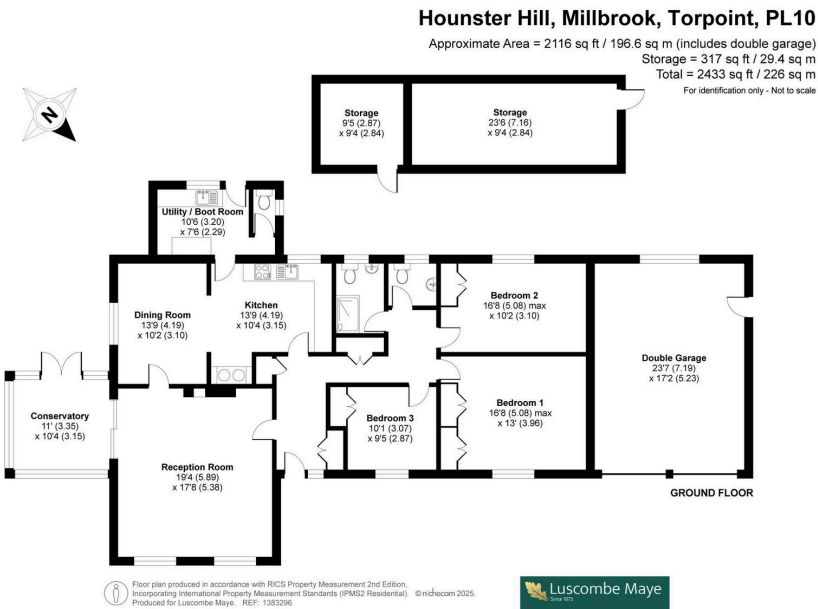 Hounster Hill, Millbrook, Torpoint, PL10
Approximate Area = 2116 sq ft / 196.6 sq m (includes double garage)
Storage = 317 sq ft / 29.4 sq m
Total = 2433 sq ft / 226 sq m
For identification only - Not to scale
N
Storage
9'5 (2.87)
x 9'4 (2.84)
Storage
23'6 (7.16)
x 9'4 (2.84)
Utility / Boot Room
10'6 (3.20)
x 7'6 (2.29)
Dining Room
13'9 (4.19)
x 10'2 (3.10)
Kitchen
13'9 (4.19)
x 10'4 (3.15)
Bedroom 2
16'8 (5.08) max
x 10'2 (3.10)
Double Garage
23'7 (7.19)
x 17'2 (5.23)
Conservatory
11' (3.35)
x 10'4 (3.15)
Bedroom 3
10'1 (3.07)
x 9'5 (2.87)
Bedroom 1
16'8 (5.08) max
x 13' (3.96)
Reception Room
19'4 (5.89)
x 17'8 (5.38)
GROUND FLOOR
Floor plan produced in accordance with RICS Property Measurement 2nd Edition,
Incorporating International Property Measurement Standards (IPMS2 Residential). © nichecom 2025.
Produced for Luscombe Maye. REF: 1383296
Luscombe Maye
Since 1873